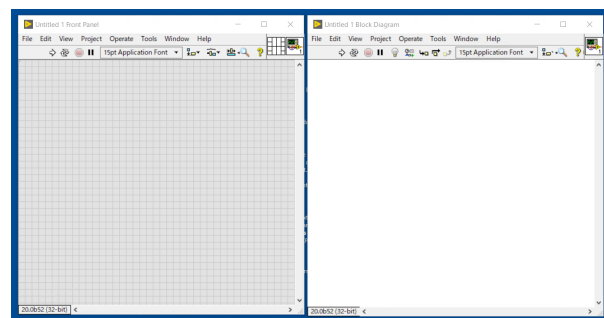 Untitled 1 Front Panel
File Edit View Project Operate Tools Window Help
15pt Application Font
1
20.0b52 (32-bit)
Untitled 1 Block Diagram
File Edit View Project Operate Tools Window Help
15pt Application Font
1
20.0b52 (32-bit)